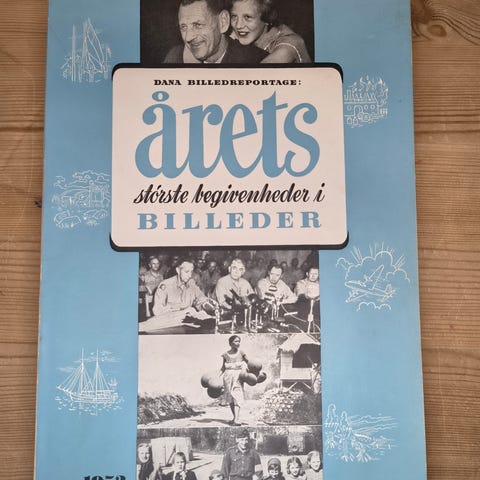 DANA BILLEDREPORTAGE:
årets
største begivenheder i
BILLEDER